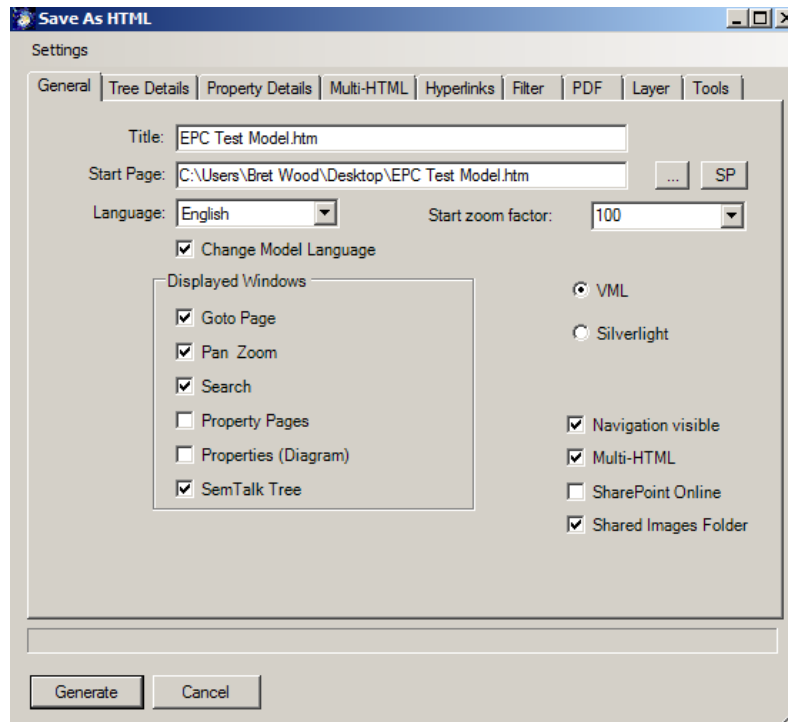 Save As HTML
Settings
General Tree Details Property Details Multi-HTML Hyperlinks Filter PDF Layer Tools
Title: EPC Test Model.htm
Start Page: C:\Users\Bret Wood\Desktop\EPC Test Model.htm ... SP
Language: English Start zoom factor: 100
Change Model Language
Displayed Windows
Goto Page
Pan Zoom
Search
Property Pages
Properties (Diagram)
SemTalk Tree
VML
Silverlight
Navigation visible
Multi-HTML
SharePoint Online
Shared Images Folder
Generate Cancel